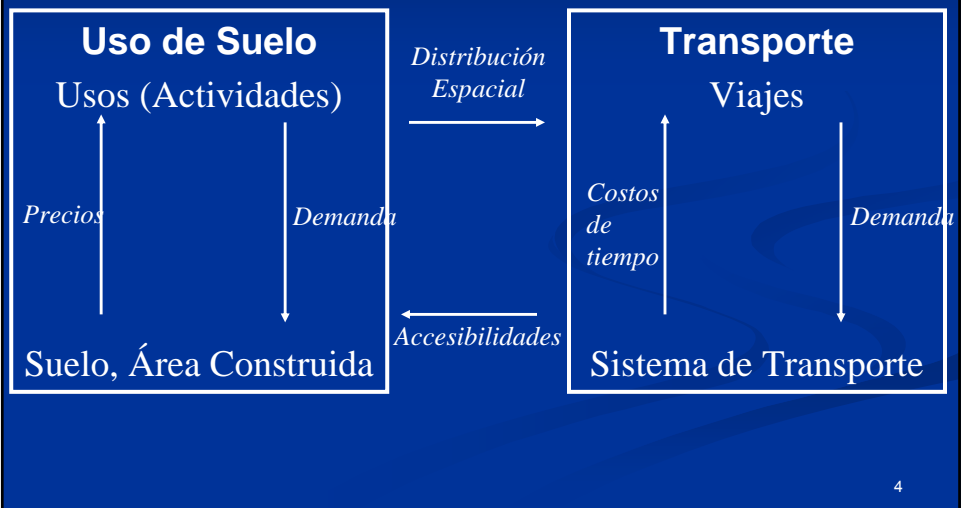 Uso de Suelo
Usos (Actividades)
Precios
Demanda
Suelo, Área Construida
Distribución
Espacial
Accesibilidades
Transporte
Viajes
Costos
de
tiempo
Demanda
Sistema de Transporte
4